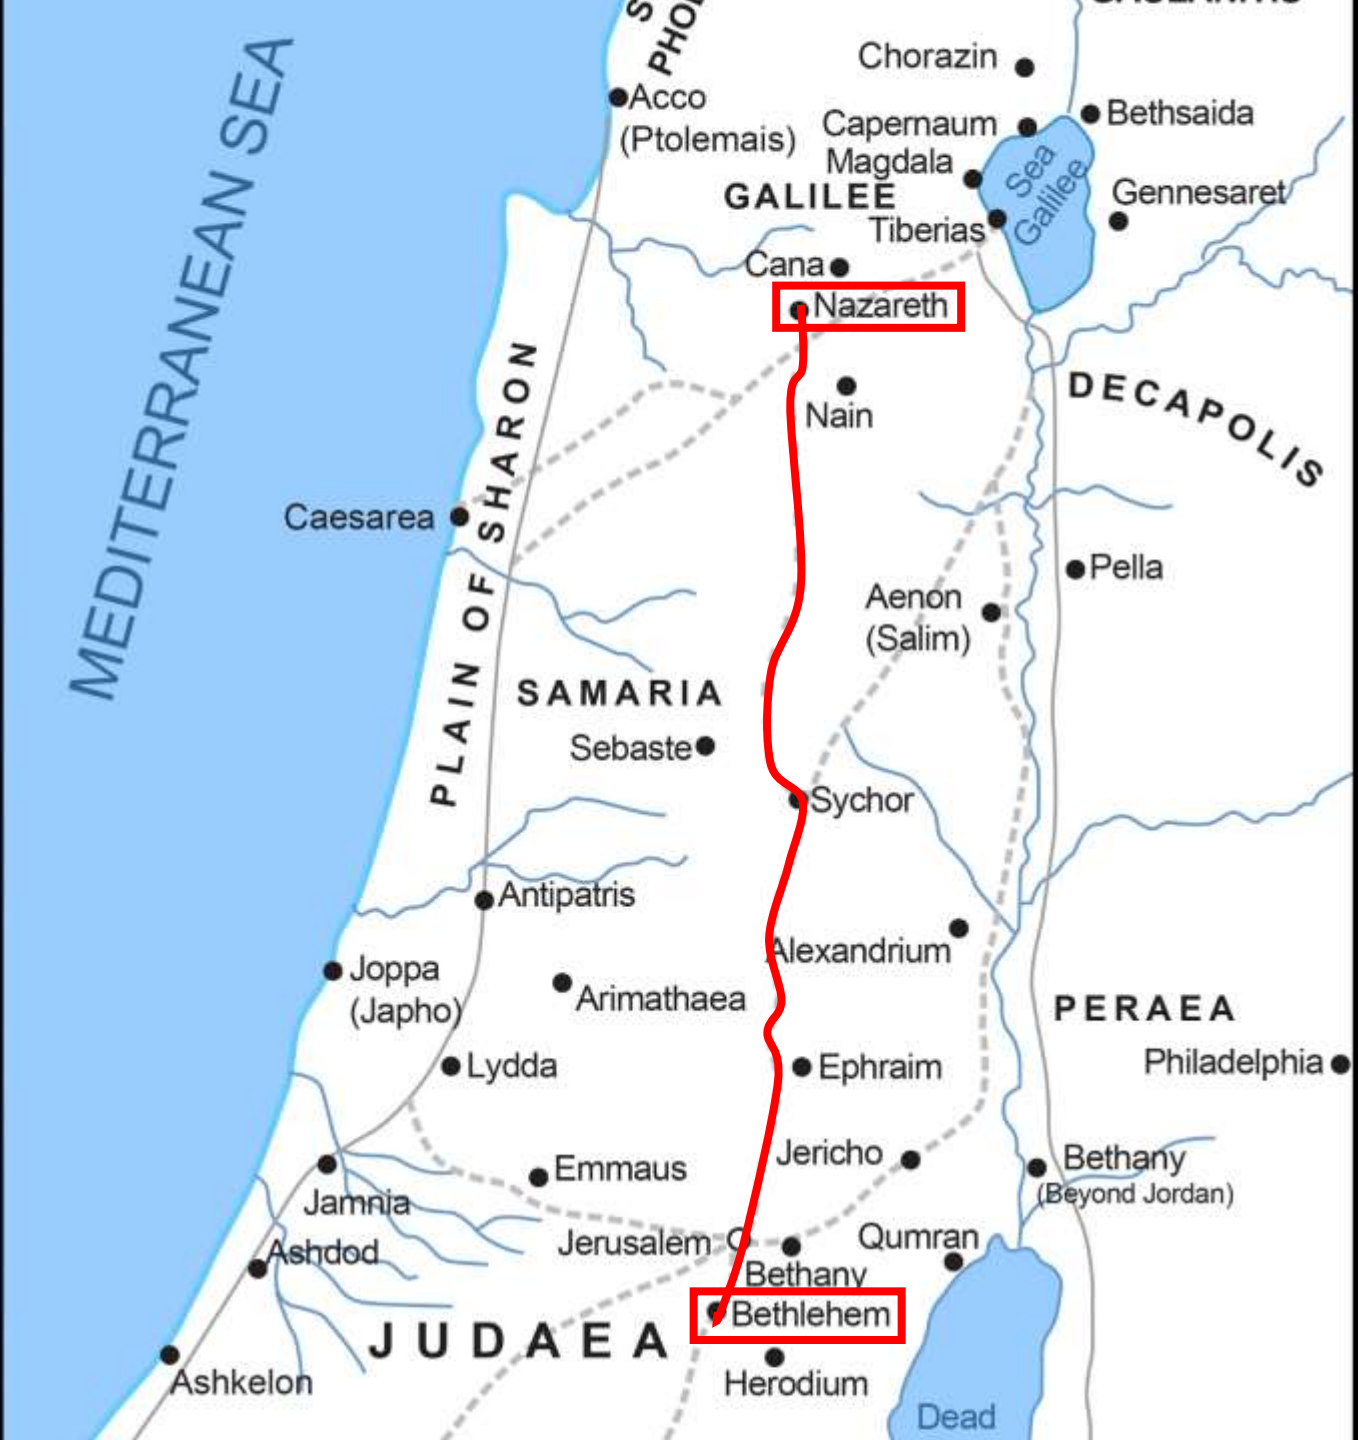 Chorazin
Acco
(Ptolemais)
Capernaum
Bethsaida
Magdala
Sea
Galilee
GALILEE
Gennesaret
Tiberias
Cana
Nazareth
MEDITERRANEAN SEA
DECAPOLIS
Nain
PLAIN OF SHARON
Caesarea
Pella
Aenon
(Salim)
SAMARIA
Sebaste
Sychor
Antipatris
Alexandrium
Joppa
(Japho)
Arimathaea
PERAEA
Lydda
Ephraim
Philadelphia
Jericho
Emmaus
Bethany
(Beyond Jordan)
Jamnia
Jerusalem
Qumran
Ashdod
Bethany
Bethlehem
JUDAEA
Ashkelon
Herodium
Dead